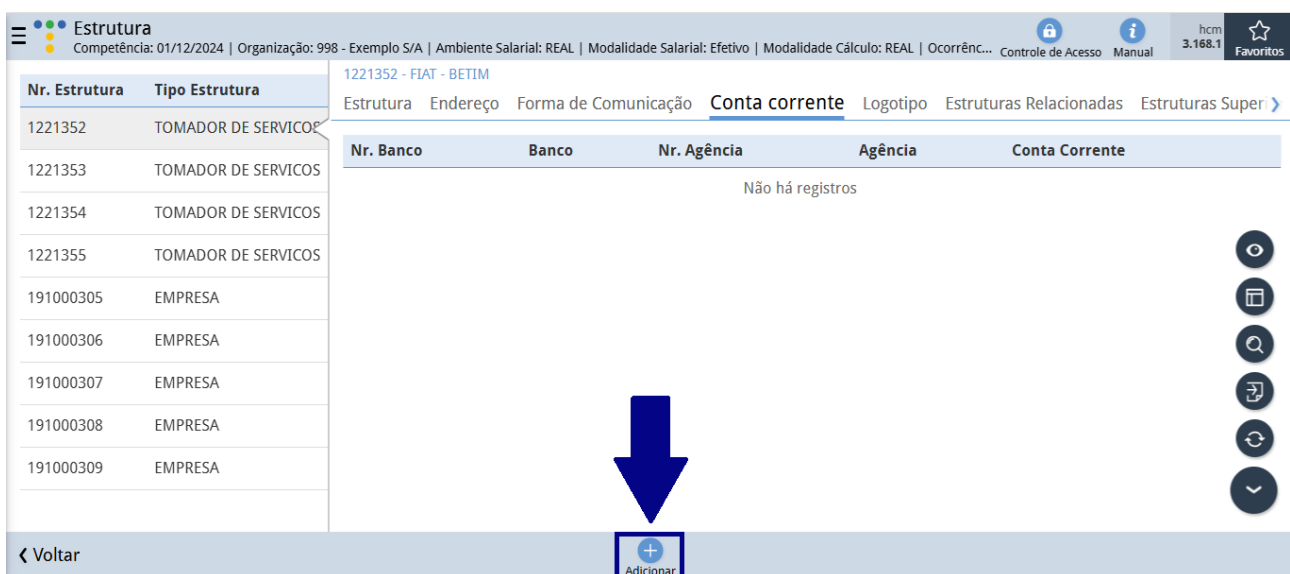 Estrutura
Competência: 01/12/2024 | Organização: 998 - Exemplo S/A | Ambiente Salarial: REAL | Modalidade Salarial: Efetivo | Modalidade Cálculo: REAL | Ocorrênc...
Controle de Acesso
Manual
hcm
3.168.1
Favoritos
Nr. Estrutura Tipo Estrutura
1221352 TOMADOR DE SERVICOS
1221353 TOMADOR DE SERVICOS
1221354 TOMADOR DE SERVICOS
1221355 TOMADOR DE SERVICOS
191000305 EMPRESA
191000306 EMPRESA
191000307 EMPRESA
191000308 EMPRESA
191000309 EMPRESA
1221352 - FIAT - BETIM
Estrutura Endereço Forma de Comunicação Conta corrente Logotipo Estruturas Relacionadas Estruturas Superi
Nr. Banco Banco Nr. Agência Agência Conta Corrente
Não há registros
Voltar
Adicionar